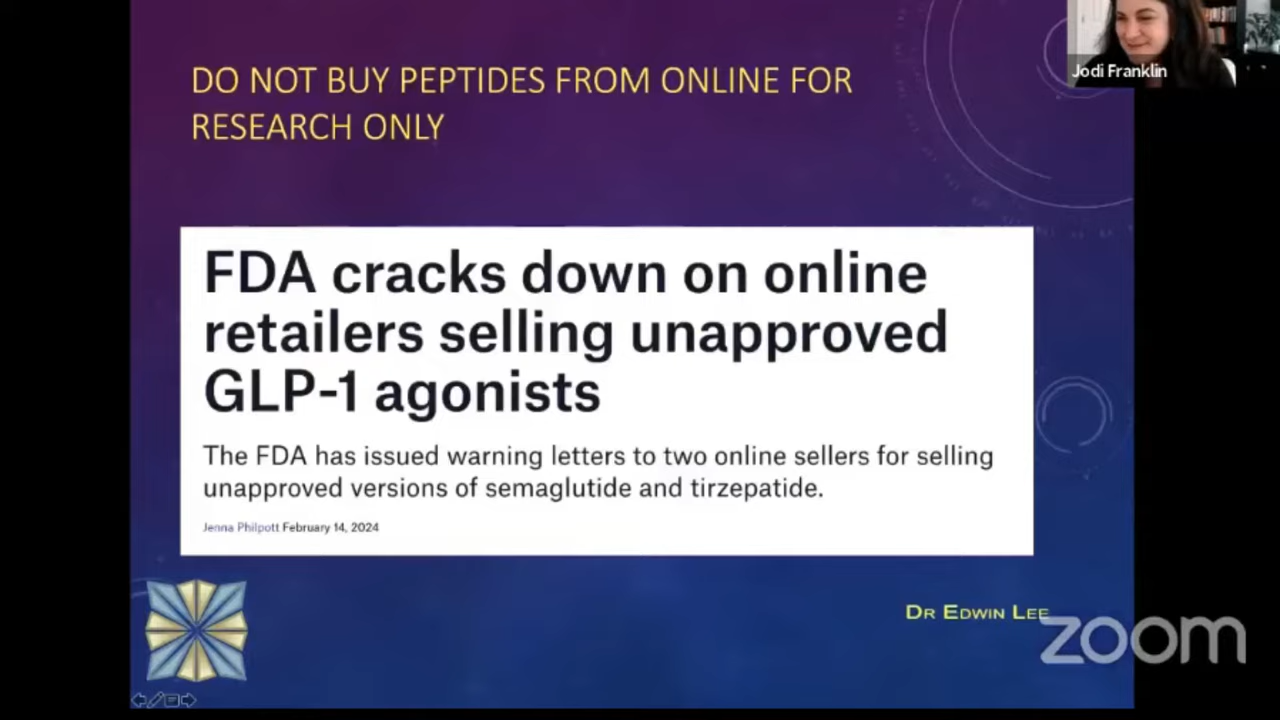 Jodi Franklin
DO NOT BUY PEPTIDES FROM ONLINE FOR
RESEARCH ONLY
FDA cracks down on online
retailers selling unapproved
GLP-1 agonists
The FDA has issued warning letters to two online sellers for selling
unapproved versions of semaglutide and tirzepatide.
Jenna Philpott February 14, 2024
DR EDWIN LEE
zoom